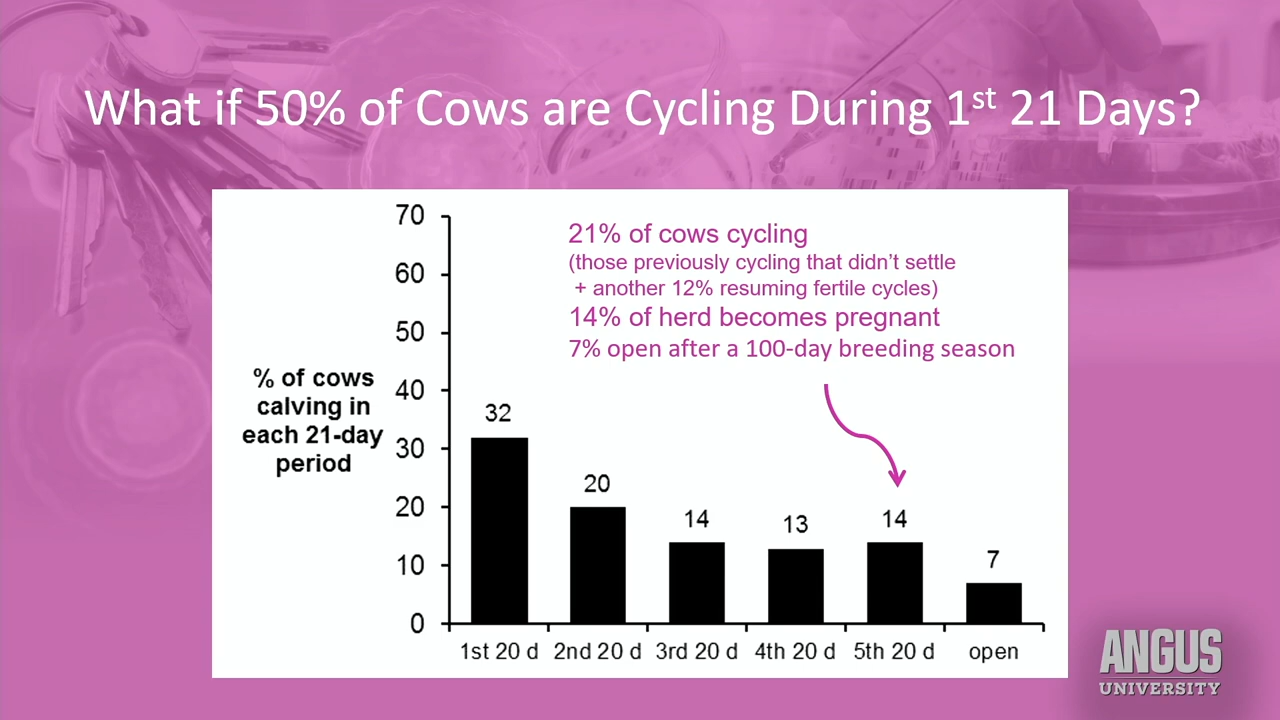 What if 50% of Cows are Cycling During 1st 21 Days?
% of cows
calving in
each 21-day
period
70
60
50
40
30
20
10
0
21% of cows cycling
(those previously cycling that didn’t settle
+ another 12% resuming fertile cycles)
14% of herd becomes pregnant
7% open after a 100-day breeding season
32
20
14
13
14
7
1st 20 d
2nd 20 d
3rd 20 d
4th 20 d
5th 20 d
open
ANGUS
UNIVERSITY